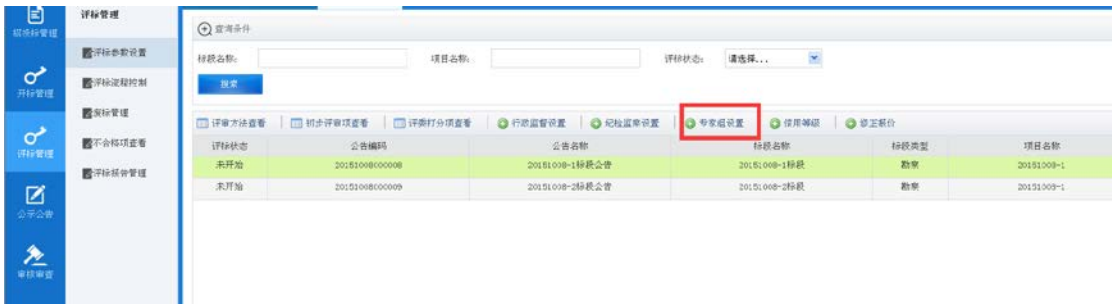 招投标管理
开标管理
评标管理
公示公告
审核审查
评标管理
评标参数设置
评标流程控制
废标管理
不合格项查看
评标报告管理
查询条件
标段名称: 项目名称: 评标状态: 请选择...
搜索
评审方法查看 初步评审项查看 评委打分项查看 行政监督设置 纪检监察设置 专家组设置 信用等级 修正报价
评标状态 公告编码 公告名称 标段名称 标段类型 项目名称
未开始 20151008000008 20151008-1标段公告 20151008-1标段 勘察 20151008-1
未开始 20151008000009 20151008-2标段公告 20151008-2标段 勘察 20151008-1